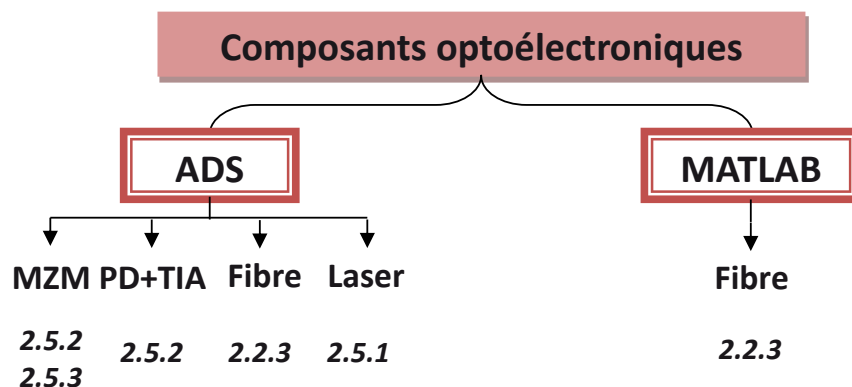 Composants optoélectroniques
ADS
MATLAB
MZM PD+TIA Fibre Laser
Fibre
2.5.2
2.5.3
2.5.2
2.2.3
2.5.1
2.2.3